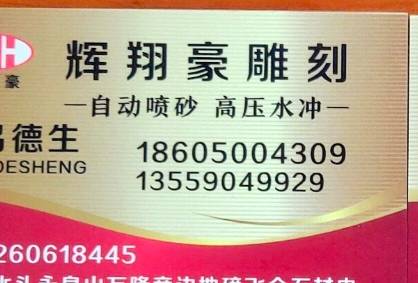 H 辉翔豪雕刻
豪
—自动喷砂 高压水冲—
德生
DESHENG
18605004309
13559049929
260618445